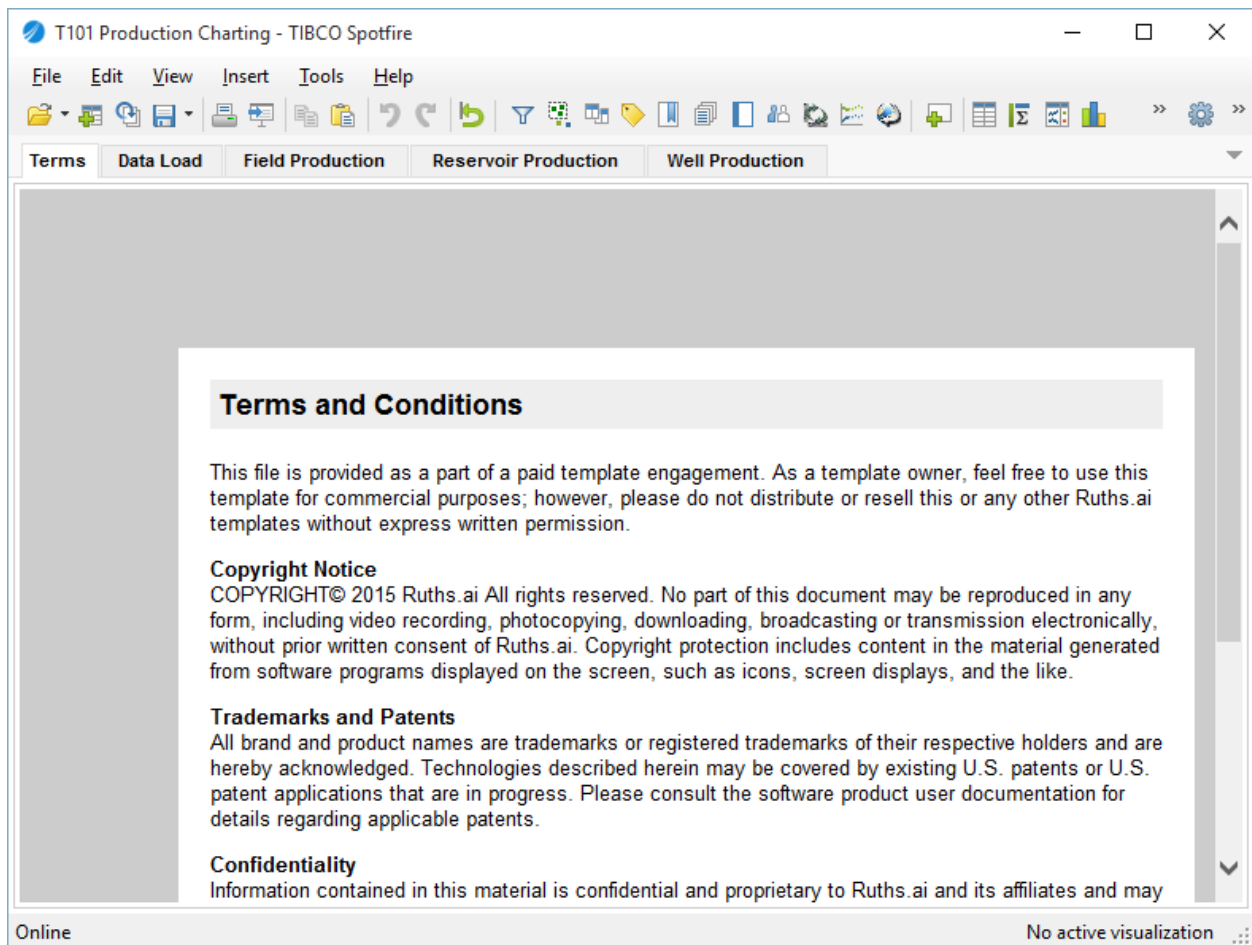 T101 Production Charting - TIBCO Spotfire
File Edit View Insert Tools Help
Terms Data Load Field Production Reservoir Production Well Production
Terms and Conditions
This file is provided as a part of a paid template engagement. As a template owner, feel free to use this
template for commercial purposes; however, please do not distribute or resell this or any other Ruths.ai
templates without express written permission.
Copyright Notice
COPYRIGHT© 2015 Ruths.ai All rights reserved. No part of this document may be reproduced in any
form, including video recording, photocopying, downloading, broadcasting or transmission electronically,
without prior written consent of Ruths.ai. Copyright protection includes content in the material generated
from software programs displayed on the screen, such as icons, screen displays, and the like.
Trademarks and Patents
All brand and product names are trademarks or registered trademarks of their respective holders and are
hereby acknowledged. Technologies described herein may be covered by existing U.S. patents or U.S.
patent applications that are in progress. Please consult the software product user documentation for
details regarding applicable patents.
Confidentiality
Information contained in this material is confidential and proprietary to Ruths.ai and its affiliates and may
Online No active visualization